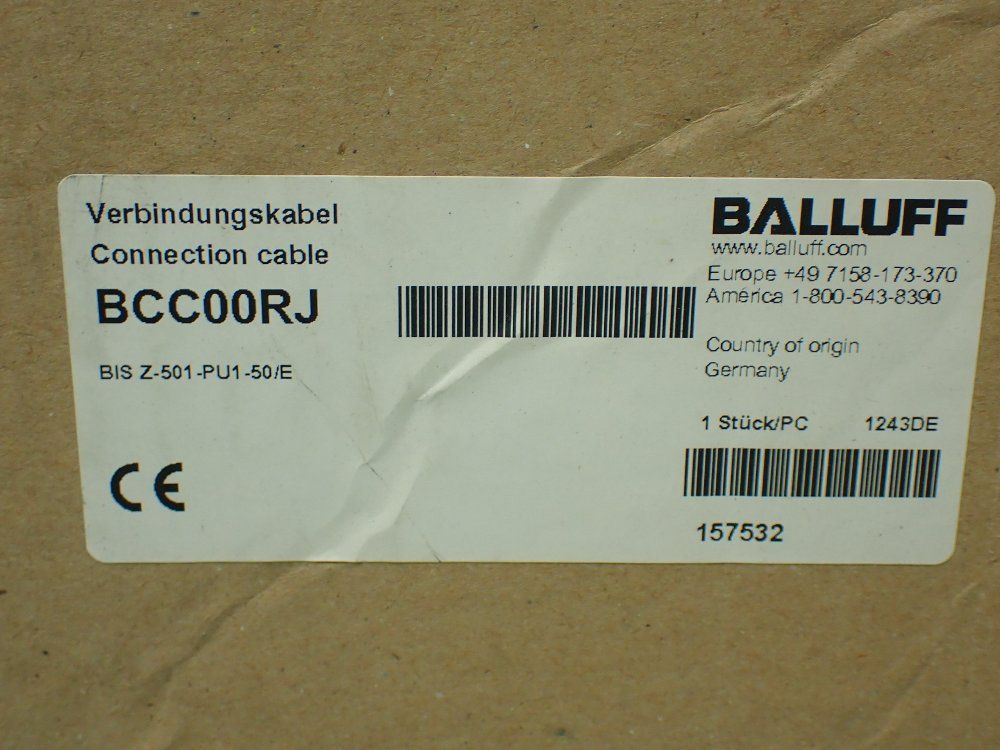 Verbindungskabel
Connection cable
BCC00RJ
BIS Z-501-PU1-50/E
CE
BALLUFF
www.balluff.com
Europe +49 7158-173-370
America 1-800-543-8390
Country of origin
Germany
1 Stück/PC 1243DE
157532